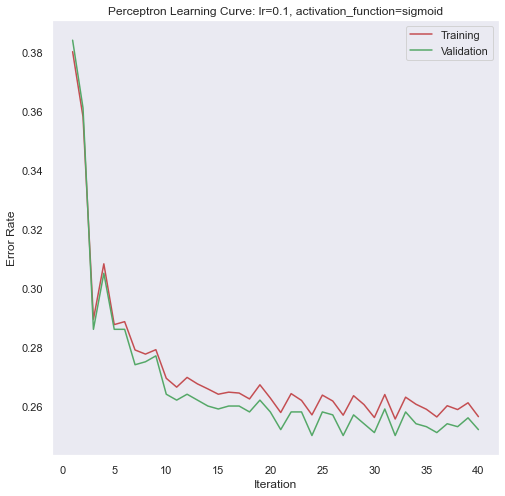 Perceptron Learning Curve: lr=0.1, activation_function=sigmoid
Training
Validation
Error Rate
0.38
0.36
0.34
0.32
0.30
0.28
0.26
0 5 10 15 20 25 30 35 40
Iteration